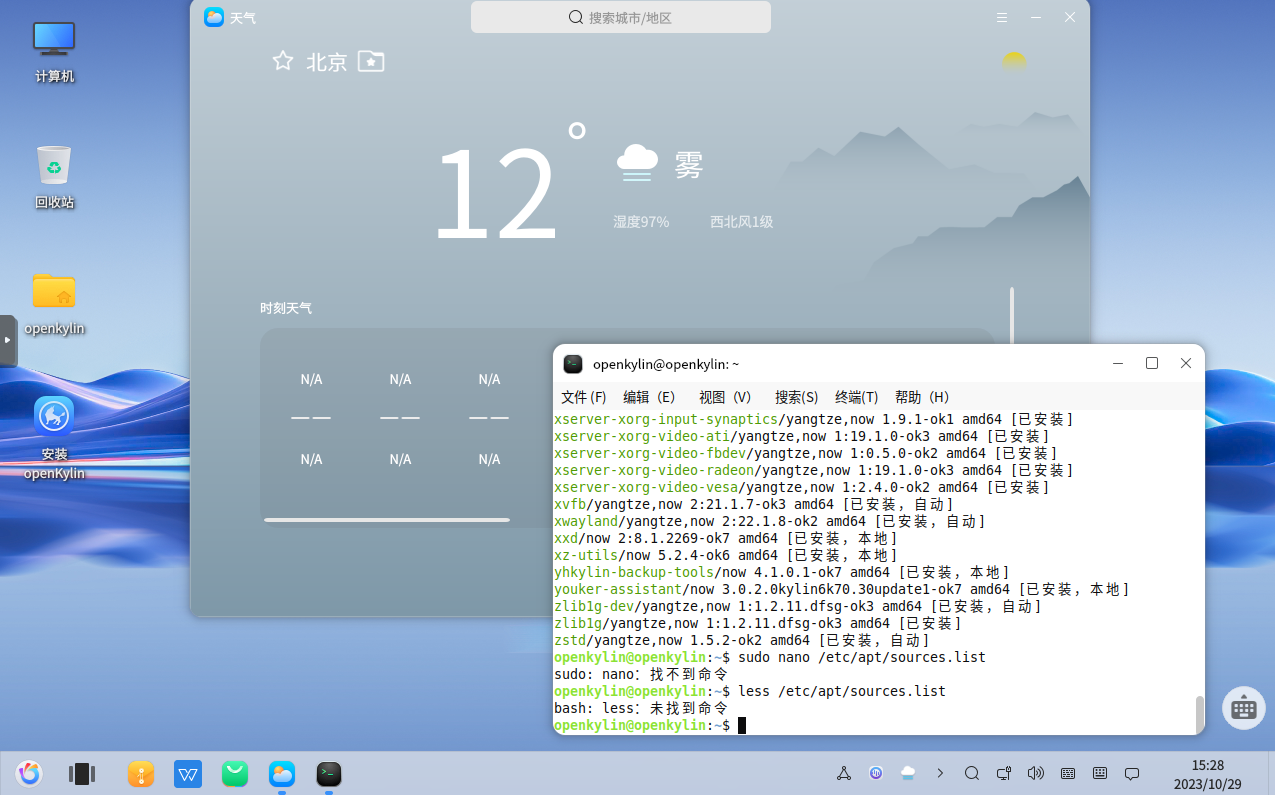 计算机
回收站
openkylin
安装
openKylin
天气
搜索城市/地区
北京
12°
雾
湿度97%
西北风1级
时刻天气
N/A
N/A
N/A
N/A
N/A
N/A
openkylin@openkylin: ~
文件(F) 编辑(E) 视图(V) 搜索(S) 终端(T) 帮助(H)
xserver-xorg-input-synaptics/yangtze,now 1.9.1-ok1 amd64 [已安装]
xserver-xorg-video-ati/yangtze,now 1:19.1.0-ok3 amd64 [已安装]
xserver-xorg-video-fbdev/yangtze,now 1:0.5.0-ok2 amd64 [已安装]
xserver-xorg-video-radeon/yangtze,now 1:19.1.0-ok3 amd64 [已安装]
xserver-xorg-video-vesa/yangtze,now 1:2.4.0-ok2 amd64 [已安装]
xvfb/yangtze,now 2:21.1.7-ok3 amd64 [已安装，自动]
xwayland/yangtze,now 2:22.1.8-ok2 amd64 [已安装，自动]
xxd/now 2:8.1.2269-ok7 amd64 [已安装，本地]
xz-utils/now 5.2.4-ok6 amd64 [已安装，本地]
yhkylin-backup-tools/now 4.1.0.1-ok7 amd64 [已安装，本地]
youker-assistant/now 3.0.2.0kylin6k70.30update1-ok7 amd64 [已安装，本地]
zlib1g-dev/yangtze,now 1:1.2.11.dfsg-ok3 amd64 [已安装，自动]
zlib1g/yangtze,now 1:1.2.11.dfsg-ok3 amd64 [已安装]
zstd/yangtze,now 1.5.2-ok2 amd64 [已安装，自动]
openkylin@openkylin:~$ sudo nano /etc/apt/sources.list
sudo: nano：找不到命令
openkylin@openkylin:~$ less /etc/apt/sources.list
bash: less：未找到命令
openkylin@openkylin:~$
15:28
2023/10/29